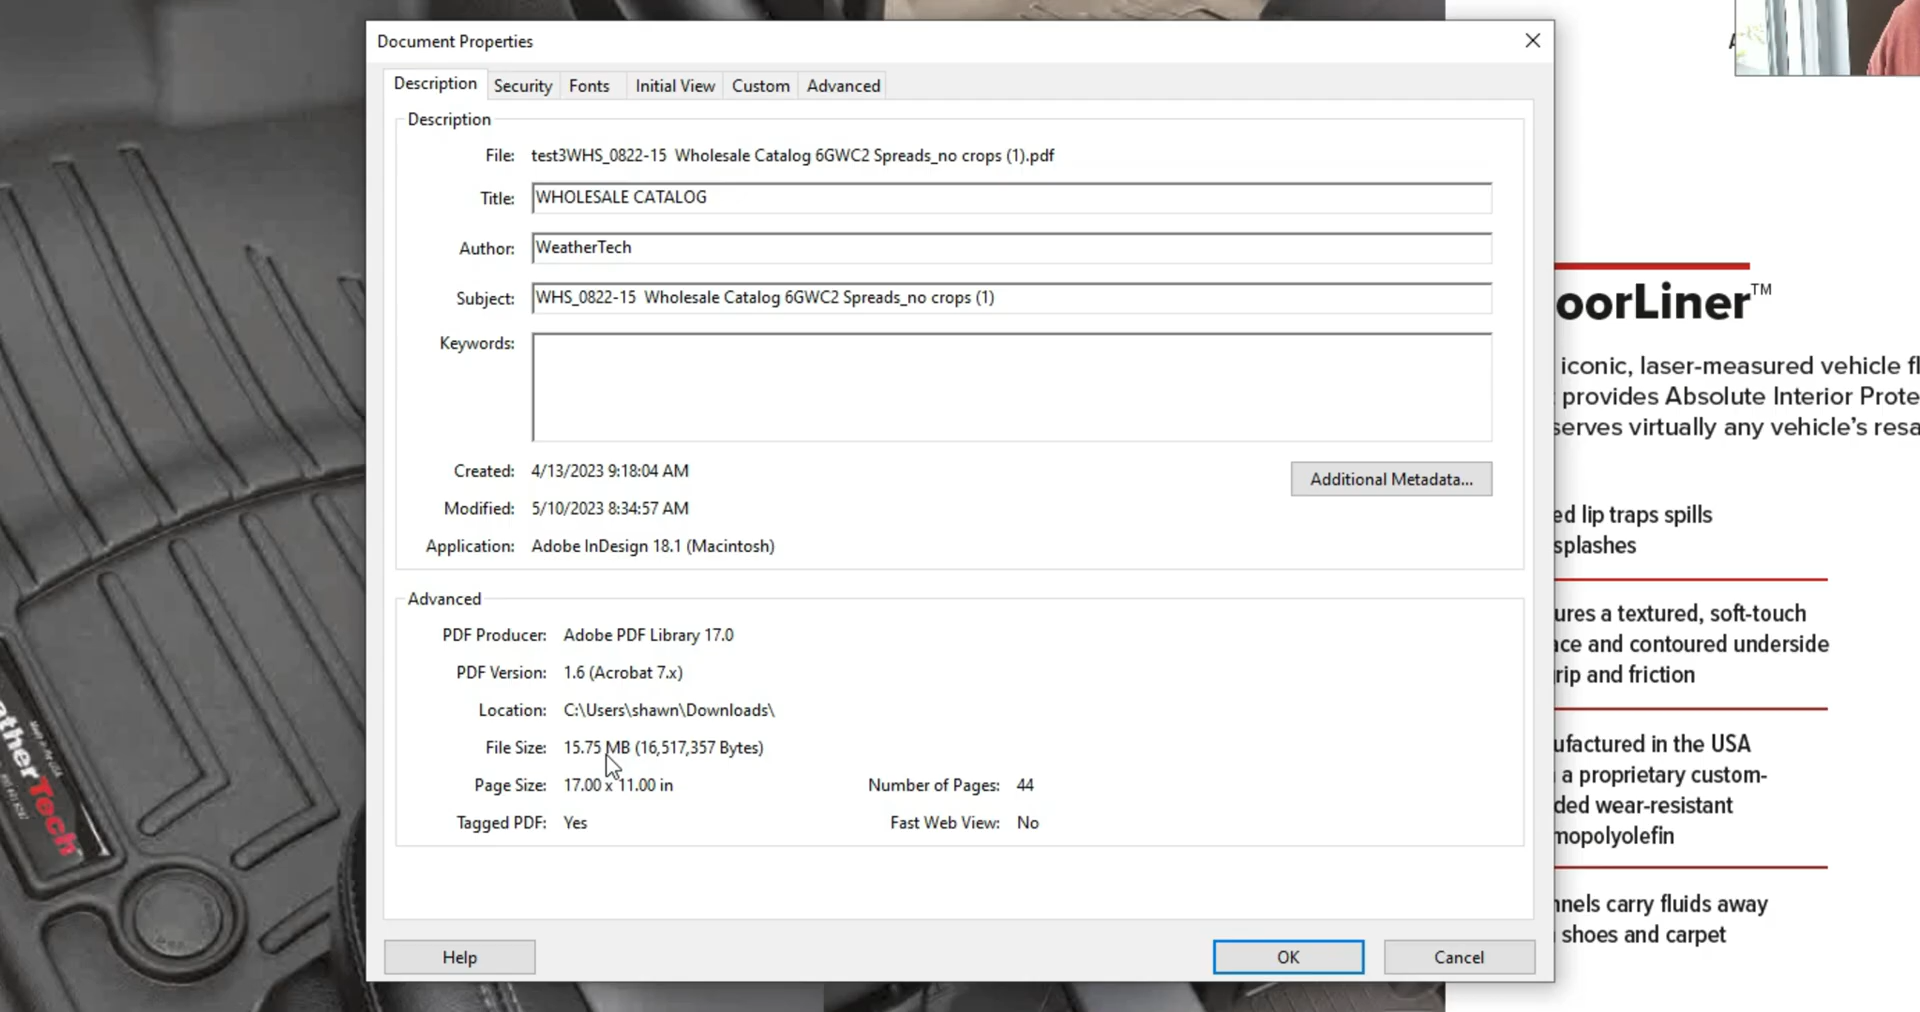 Document Properties
Description Security Fonts Initial View Custom Advanced
Description
File: test3WHS_0822-15 Wholesale Catalog 6GWC2 Spreads_no crops (1).pdf
Title: WHOLESALE CATALOG
Author: WeatherTech
Subject: WHS_0822-15 Wholesale Catalog 6GWC2 Spreads_no crops (1)
Keywords:
Created: 4/13/2023 9:18:04 AM
Additional Metadata...
Modified: 5/10/2023 8:34:57 AM
Application: Adobe InDesign 18.1 (Macintosh)
Advanced
PDF Producer: Adobe PDF Library 17.0
PDF Version: 1.6 (Acrobat 7.x)
Location: C:\Users\shawn\Downloads\
File Size: 15.75 MB (16,517,357 Bytes)
Page Size: 17.00 x 11.00 in Number of Pages: 44
Tagged PDF: Yes Fast Web View: No
Help OK Cancel
oorLiner™
iconic, laser-measured vehicle fl
provides Absolute Interior Prote
serves virtually any vehicle's resa
ed lip traps spills
splashes
ures a textured, soft-touch
ace and contoured underside
rip and friction
ufactured in the USA
a proprietary custom-
ded wear-resistant
mopolyolefin
nnels carry fluids away
shoes and carpet
atherTech